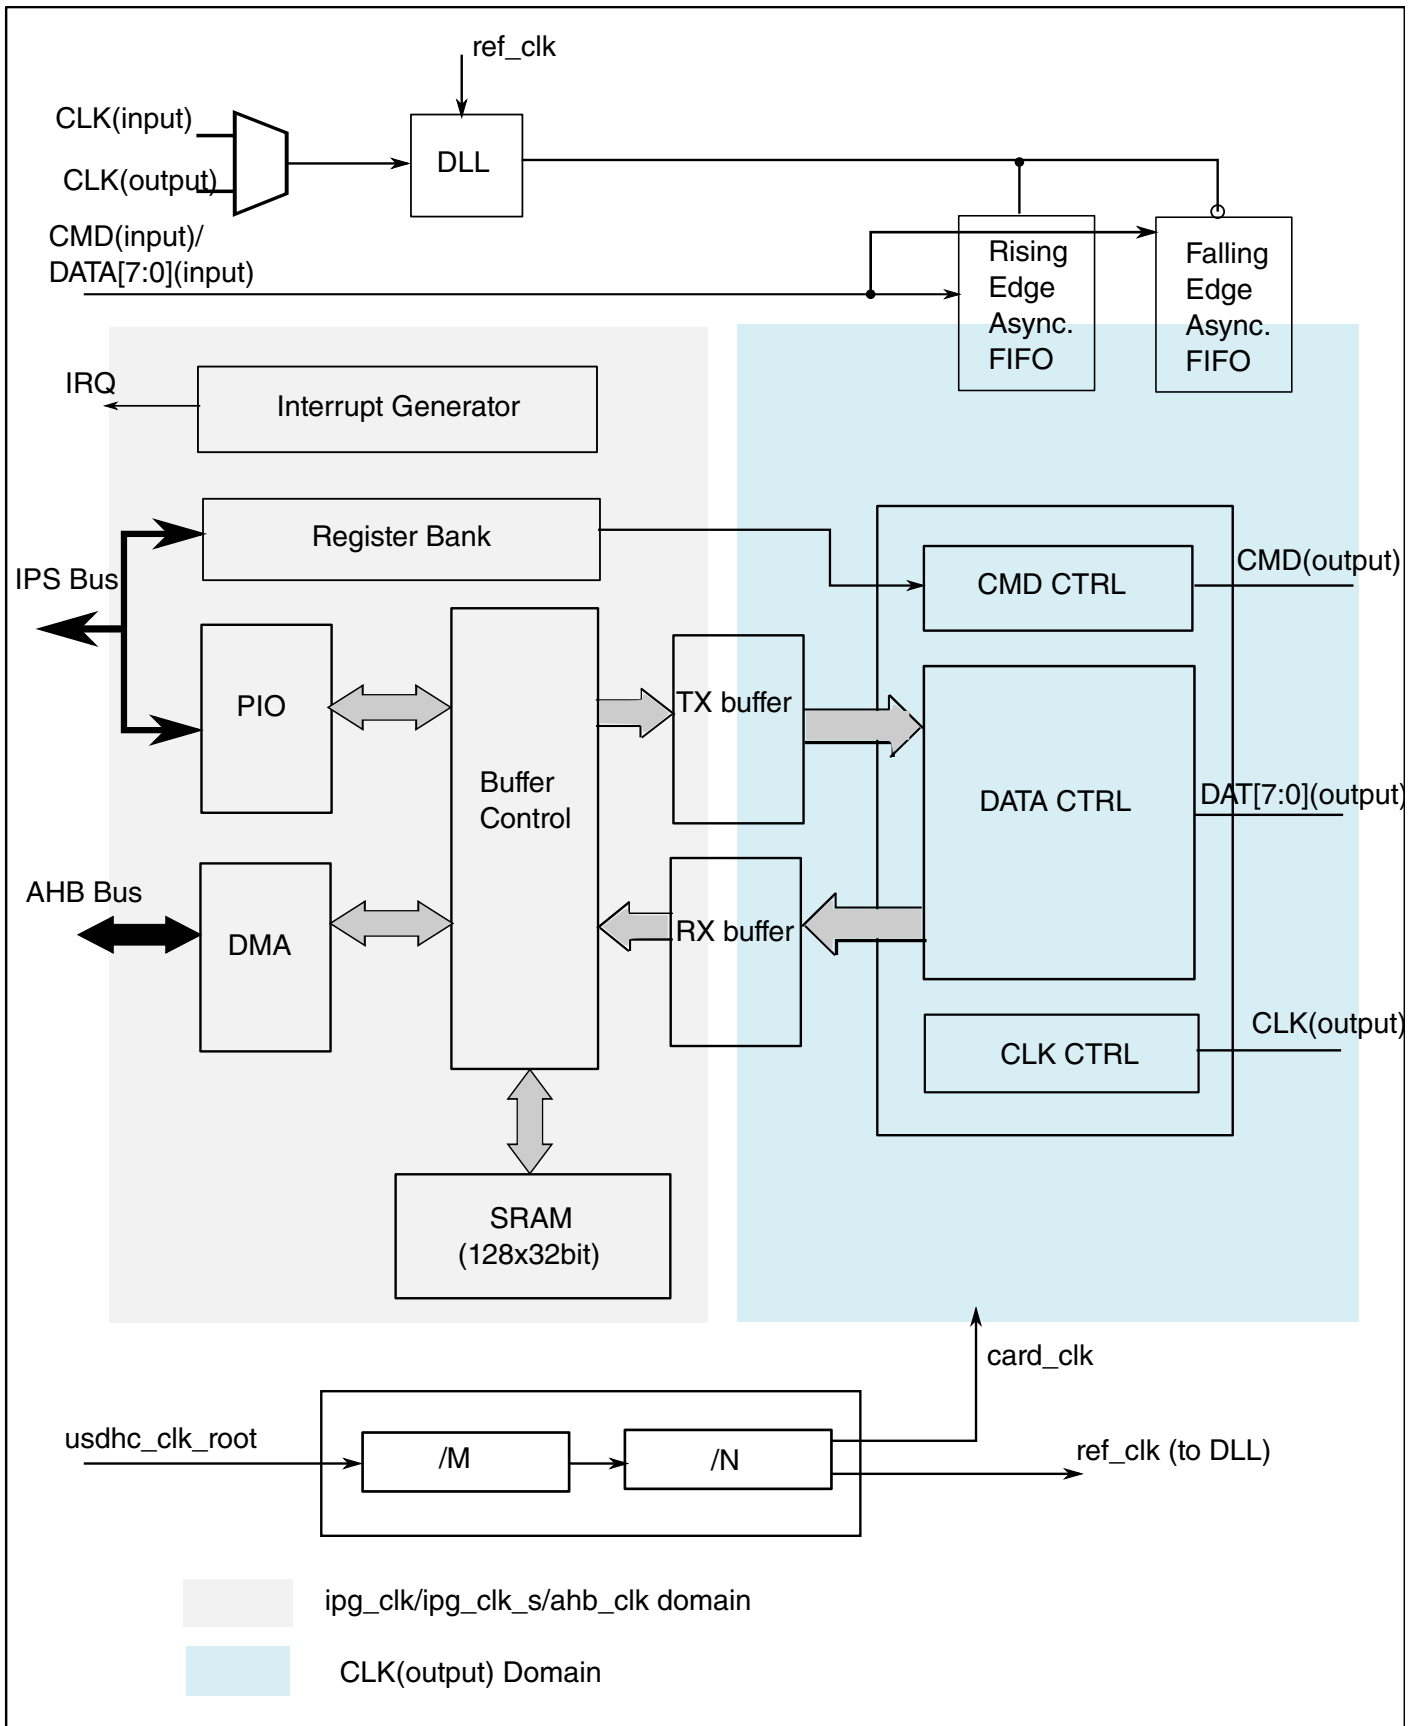 ref_clk
CLK(input)
CLK(output)
DLL
CMD(input)/
DATA[7:0](input)
Rising
Edge
Async.
FIFO
Falling
Edge
Async.
FIFO
IRQ
Interrupt Generator
Register Bank
IPS Bus
CMD CTRL
CMD(output)
PIO
TX buffer
Buffer
Control
DATA CTRL
DAT[7:0](output)
AHB Bus
DMA
RX buffer
CLK CTRL
CLK(output)
SRAM
(128x32bit)
card_clk
usdhc_clk_root
/M
/N
ref_clk (to DLL)
ipg_clk/ipg_clk_s/ahb_clk domain
CLK(output) Domain